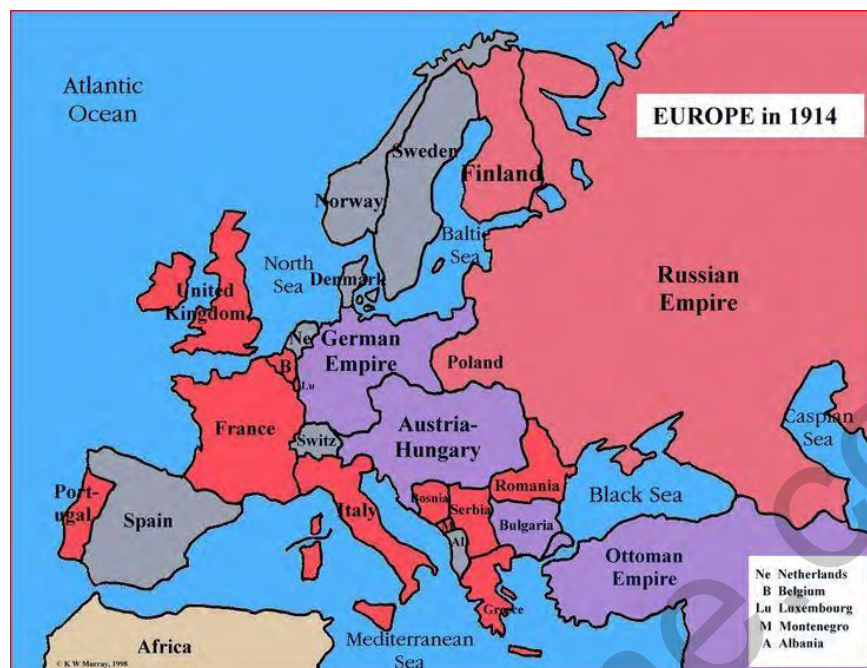 Atlantic
Ocean
EUROPE in 1914
Sweden
Finland
Norway
Baltic
Sea
North
Sea
Denmark
Russian
Empire
United
Kingdom
Ne
German
Empire
B
Lu
Poland
France
Switz
Austria-
Hungary
Caspian
Sea
Port-
ugal
Spain
Italy
Bosnia
Serbia
Romania
Black Sea
M
Al
Bulgaria
Ottoman
Empire
Greece
Africa
Mediterranean
Sea
Ne Netherlands
B Belgium
Lu Luxembourg
M Montenegro
A Albania
© K W Murray, 1998